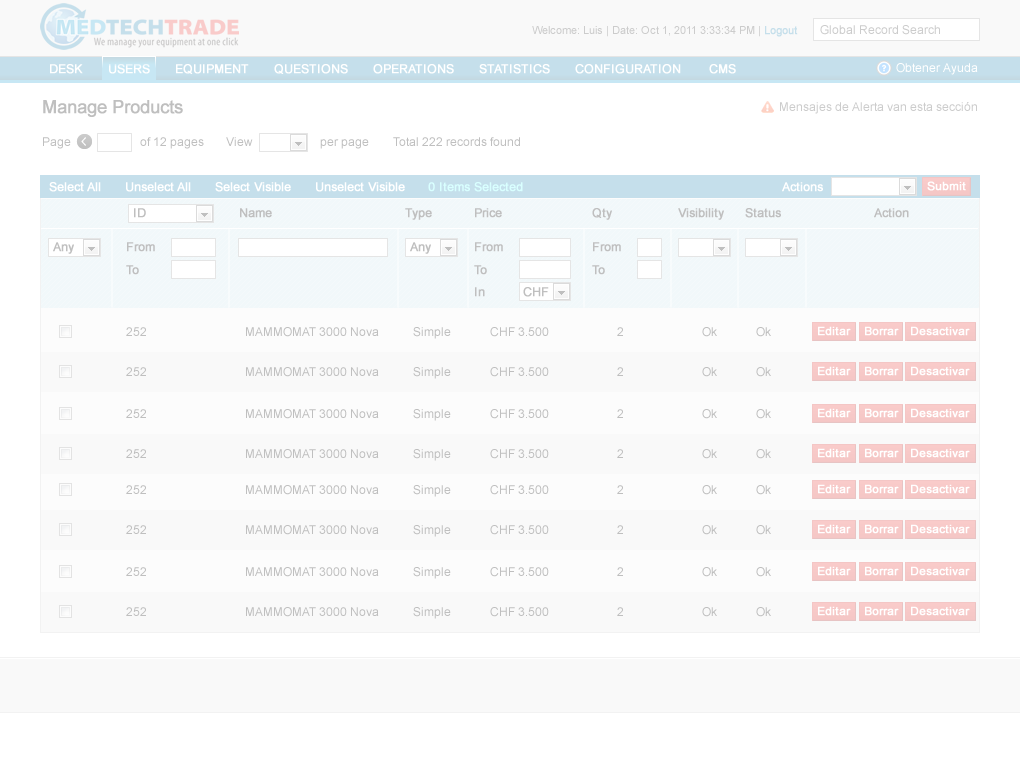 MEDTECHTRADE
We manage your equipment at one click
Welcome: Luis | Date: Oct 1, 2011 3:33:34 PM | Logout
Global Record Search
DESK USERS EQUIPMENT QUESTIONS OPERATIONS STATISTICS CONFIGURATION CMS ? Obtener Ayuda
Manage Products
Mensajes de Alerta van esta sección
Page of 12 pages View per page Total 222 records found
Select All Unselect All Select Visible Unselect Visible 0 Items Selected Actions Submit
ID Name Type Price Qty Visibility Status Action
Any From Any From From
To To To
In CHF
252 MAMMOMAT 3000 Nova Simple CHF 3.500 2 Ok Ok Editar Borrar Desactivar
252 MAMMOMAT 3000 Nova Simple CHF 3.500 2 Ok Ok Editar Borrar Desactivar
252 MAMMOMAT 3000 Nova Simple CHF 3.500 2 Ok Ok Editar Borrar Desactivar
252 MAMMOMAT 3000 Nova Simple CHF 3.500 2 Ok Ok Editar Borrar Desactivar
252 MAMMOMAT 3000 Nova Simple CHF 3.500 2 Ok Ok Editar Borrar Desactivar
252 MAMMOMAT 3000 Nova Simple CHF 3.500 2 Ok Ok Editar Borrar Desactivar
252 MAMMOMAT 3000 Nova Simple CHF 3.500 2 Ok Ok Editar Borrar Desactivar
252 MAMMOMAT 3000 Nova Simple CHF 3.500 2 Ok Ok Editar Borrar Desactivar